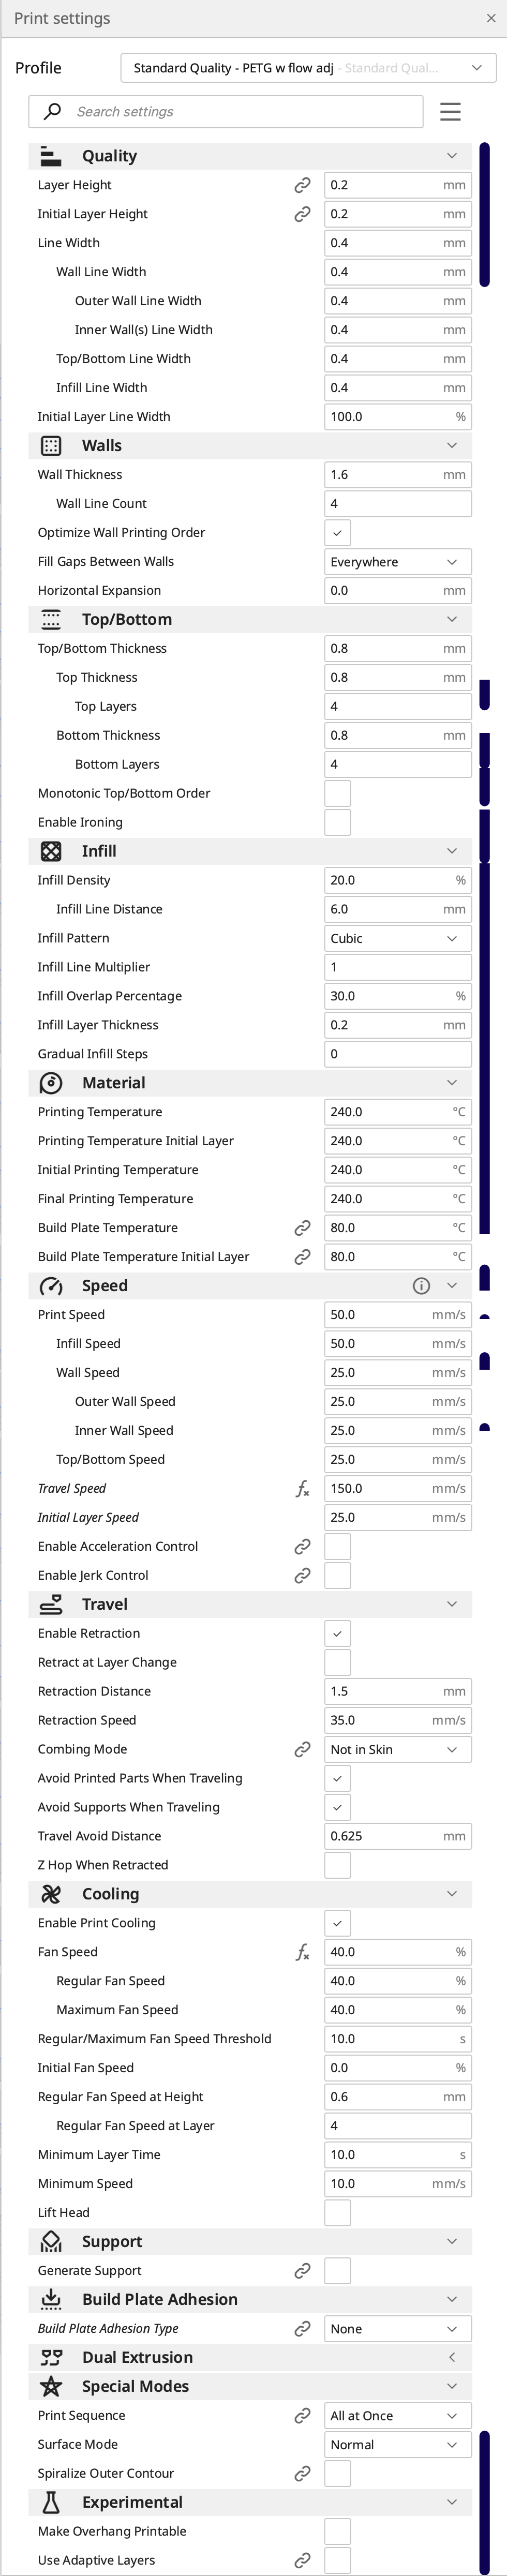 Print settings
Profile Standard Quality - PETG w flow adj - Standard Qual...
Search settings
Quality
Layer Height 0.2 mm
Initial Layer Height 0.2 mm
Line Width 0.4 mm
Wall Line Width 0.4 mm
Outer Wall Line Width 0.4 mm
Inner Wall(s) Line Width 0.4 mm
Top/Bottom Line Width 0.4 mm
Infill Line Width 0.4 mm
Initial Layer Line Width 100.0 %
Walls
Wall Thickness 1.6 mm
Wall Line Count 4
Optimize Wall Printing Order
Fill Gaps Between Walls Everywhere
Horizontal Expansion 0.0 mm
Top/Bottom
Top/Bottom Thickness 0.8 mm
Top Thickness 0.8 mm
Top Layers 4
Bottom Thickness 0.8 mm
Bottom Layers 4
Monotonic Top/Bottom Order
Enable Ironing
Infill
Infill Density 20.0 %
Infill Line Distance 6.0 mm
Infill Pattern Cubic
Infill Line Multiplier 1
Infill Overlap Percentage 30.0 %
Infill Layer Thickness 0.2 mm
Gradual Infill Steps 0
Material
Printing Temperature 240.0 °C
Printing Temperature Initial Layer 240.0 °C
Initial Printing Temperature 240.0 °C
Final Printing Temperature 240.0 °C
Build Plate Temperature 80.0 °C
Build Plate Temperature Initial Layer 80.0 °C
Speed
Print Speed 50.0 mm/s
Infill Speed 50.0 mm/s
Wall Speed 25.0 mm/s
Outer Wall Speed 25.0 mm/s
Inner Wall Speed 25.0 mm/s
Top/Bottom Speed 25.0 mm/s
Travel Speed 150.0 mm/s
Initial Layer Speed 25.0 mm/s
Enable Acceleration Control
Enable Jerk Control
Travel
Enable Retraction
Retract at Layer Change
Retraction Distance 1.5 mm
Retraction Speed 35.0 mm/s
Combing Mode Not in Skin
Avoid Printed Parts When Traveling
Avoid Supports When Traveling
Travel Avoid Distance 0.625 mm
Z Hop When Retracted
Cooling
Enable Print Cooling
Fan Speed 40.0 %
Regular Fan Speed 40.0 %
Maximum Fan Speed 40.0 %
Regular/Maximum Fan Speed Threshold 10.0 s
Initial Fan Speed 0.0 %
Regular Fan Speed at Height 0.6 mm
Regular Fan Speed at Layer 4
Minimum Layer Time 10.0 s
Minimum Speed 10.0 mm/s
Lift Head
Support
Generate Support
Build Plate Adhesion
Build Plate Adhesion Type None
Dual Extrusion
Special Modes
Print Sequence All at Once
Surface Mode Normal
Spiralize Outer Contour
Experimental
Make Overhang Printable
Use Adaptive Layers